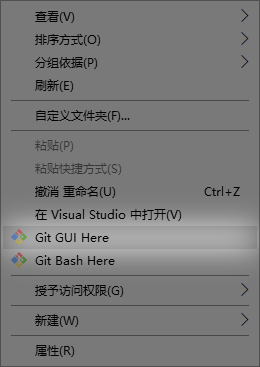 查看(V)
排序方式(O)
分组依据(P)
刷新(E)
自定义文件夹(F)...
粘贴(P)
粘贴快捷方式(S)
撤消 重命名(U) Ctrl+Z
在 Visual Studio 中打开(V)
Git GUI Here
Git Bash Here
授予访问权限(G)
新建(W)
属性(R)